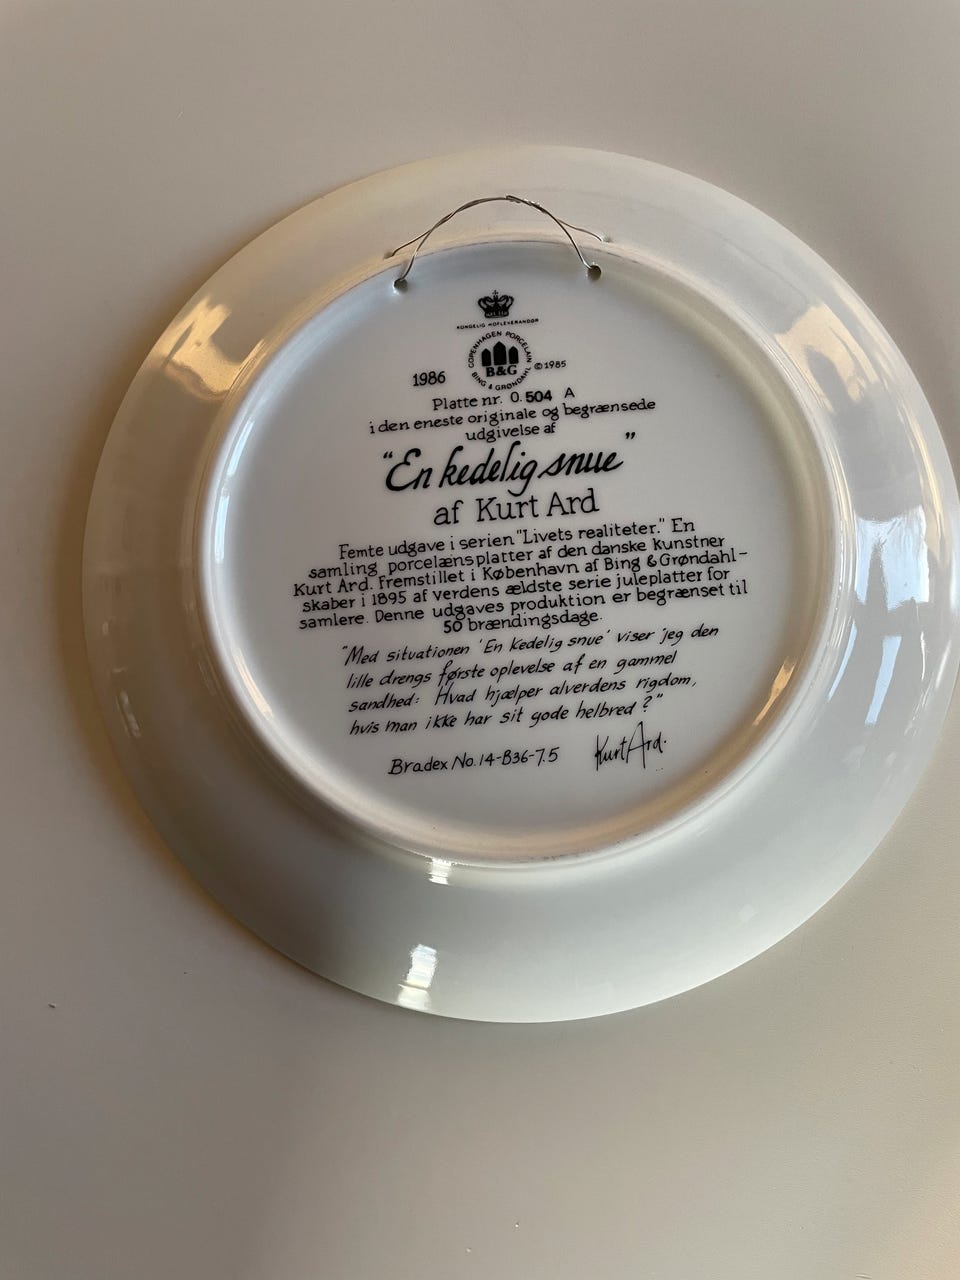 KONGELIG HOFLEVERANDØR
COPENHAGEN PORCELAIN
B&G
BING & GRØNDAHL
©1985
1986
Platte nr. 0.504 A
i den eneste originale og begrænsede
udgivelse af
"En kedelig snue"
af Kurt Ard
Femte udgave i serien "Livets realiteter." En
samling porcelænsplatter af den danske kunstner
Kurt Ard. Fremstillet i København af Bing & Grøndahl-
skaber i 1895 af verdens ældste serie juleplatter for
samlere. Denne udgaves produktion er begrænset til
50 brændingsdage.
"Med situationen 'En kedelig snue' viser jeg den
lille drengs første oplevelse af en gammel
sandhed: Hvad hjælper alverdens rigdom,
hvis man ikke har sit gode helbred?"
Bradex No. 14-B36-7.5
Kurt Ard.